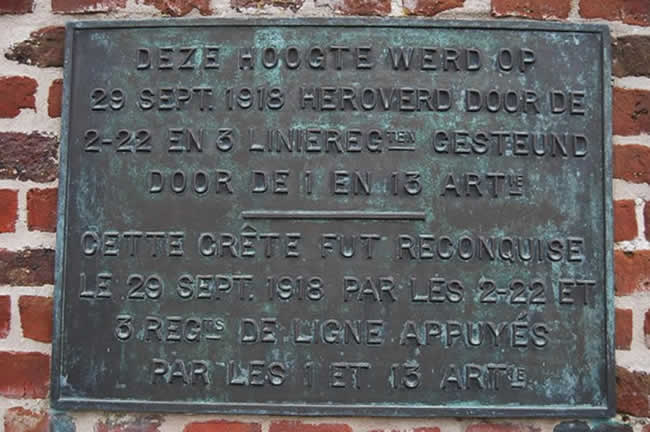 DEZE HOOGTE WERD OP
29 SEPT. 1918 HEROVERD DOOR DE
2-22 EN 3 LINIEREGTEN GESTEUND
DOOR DE 1 EN 13 ARTIE
CETTE CRÊTE FUT RECONQUISE
LE 29 SEPT. 1918 PAR LES 2-22 ET
3 REGTS DE LIGNE APPUYÉS
PAR LES 1 ET 13 ARTIE